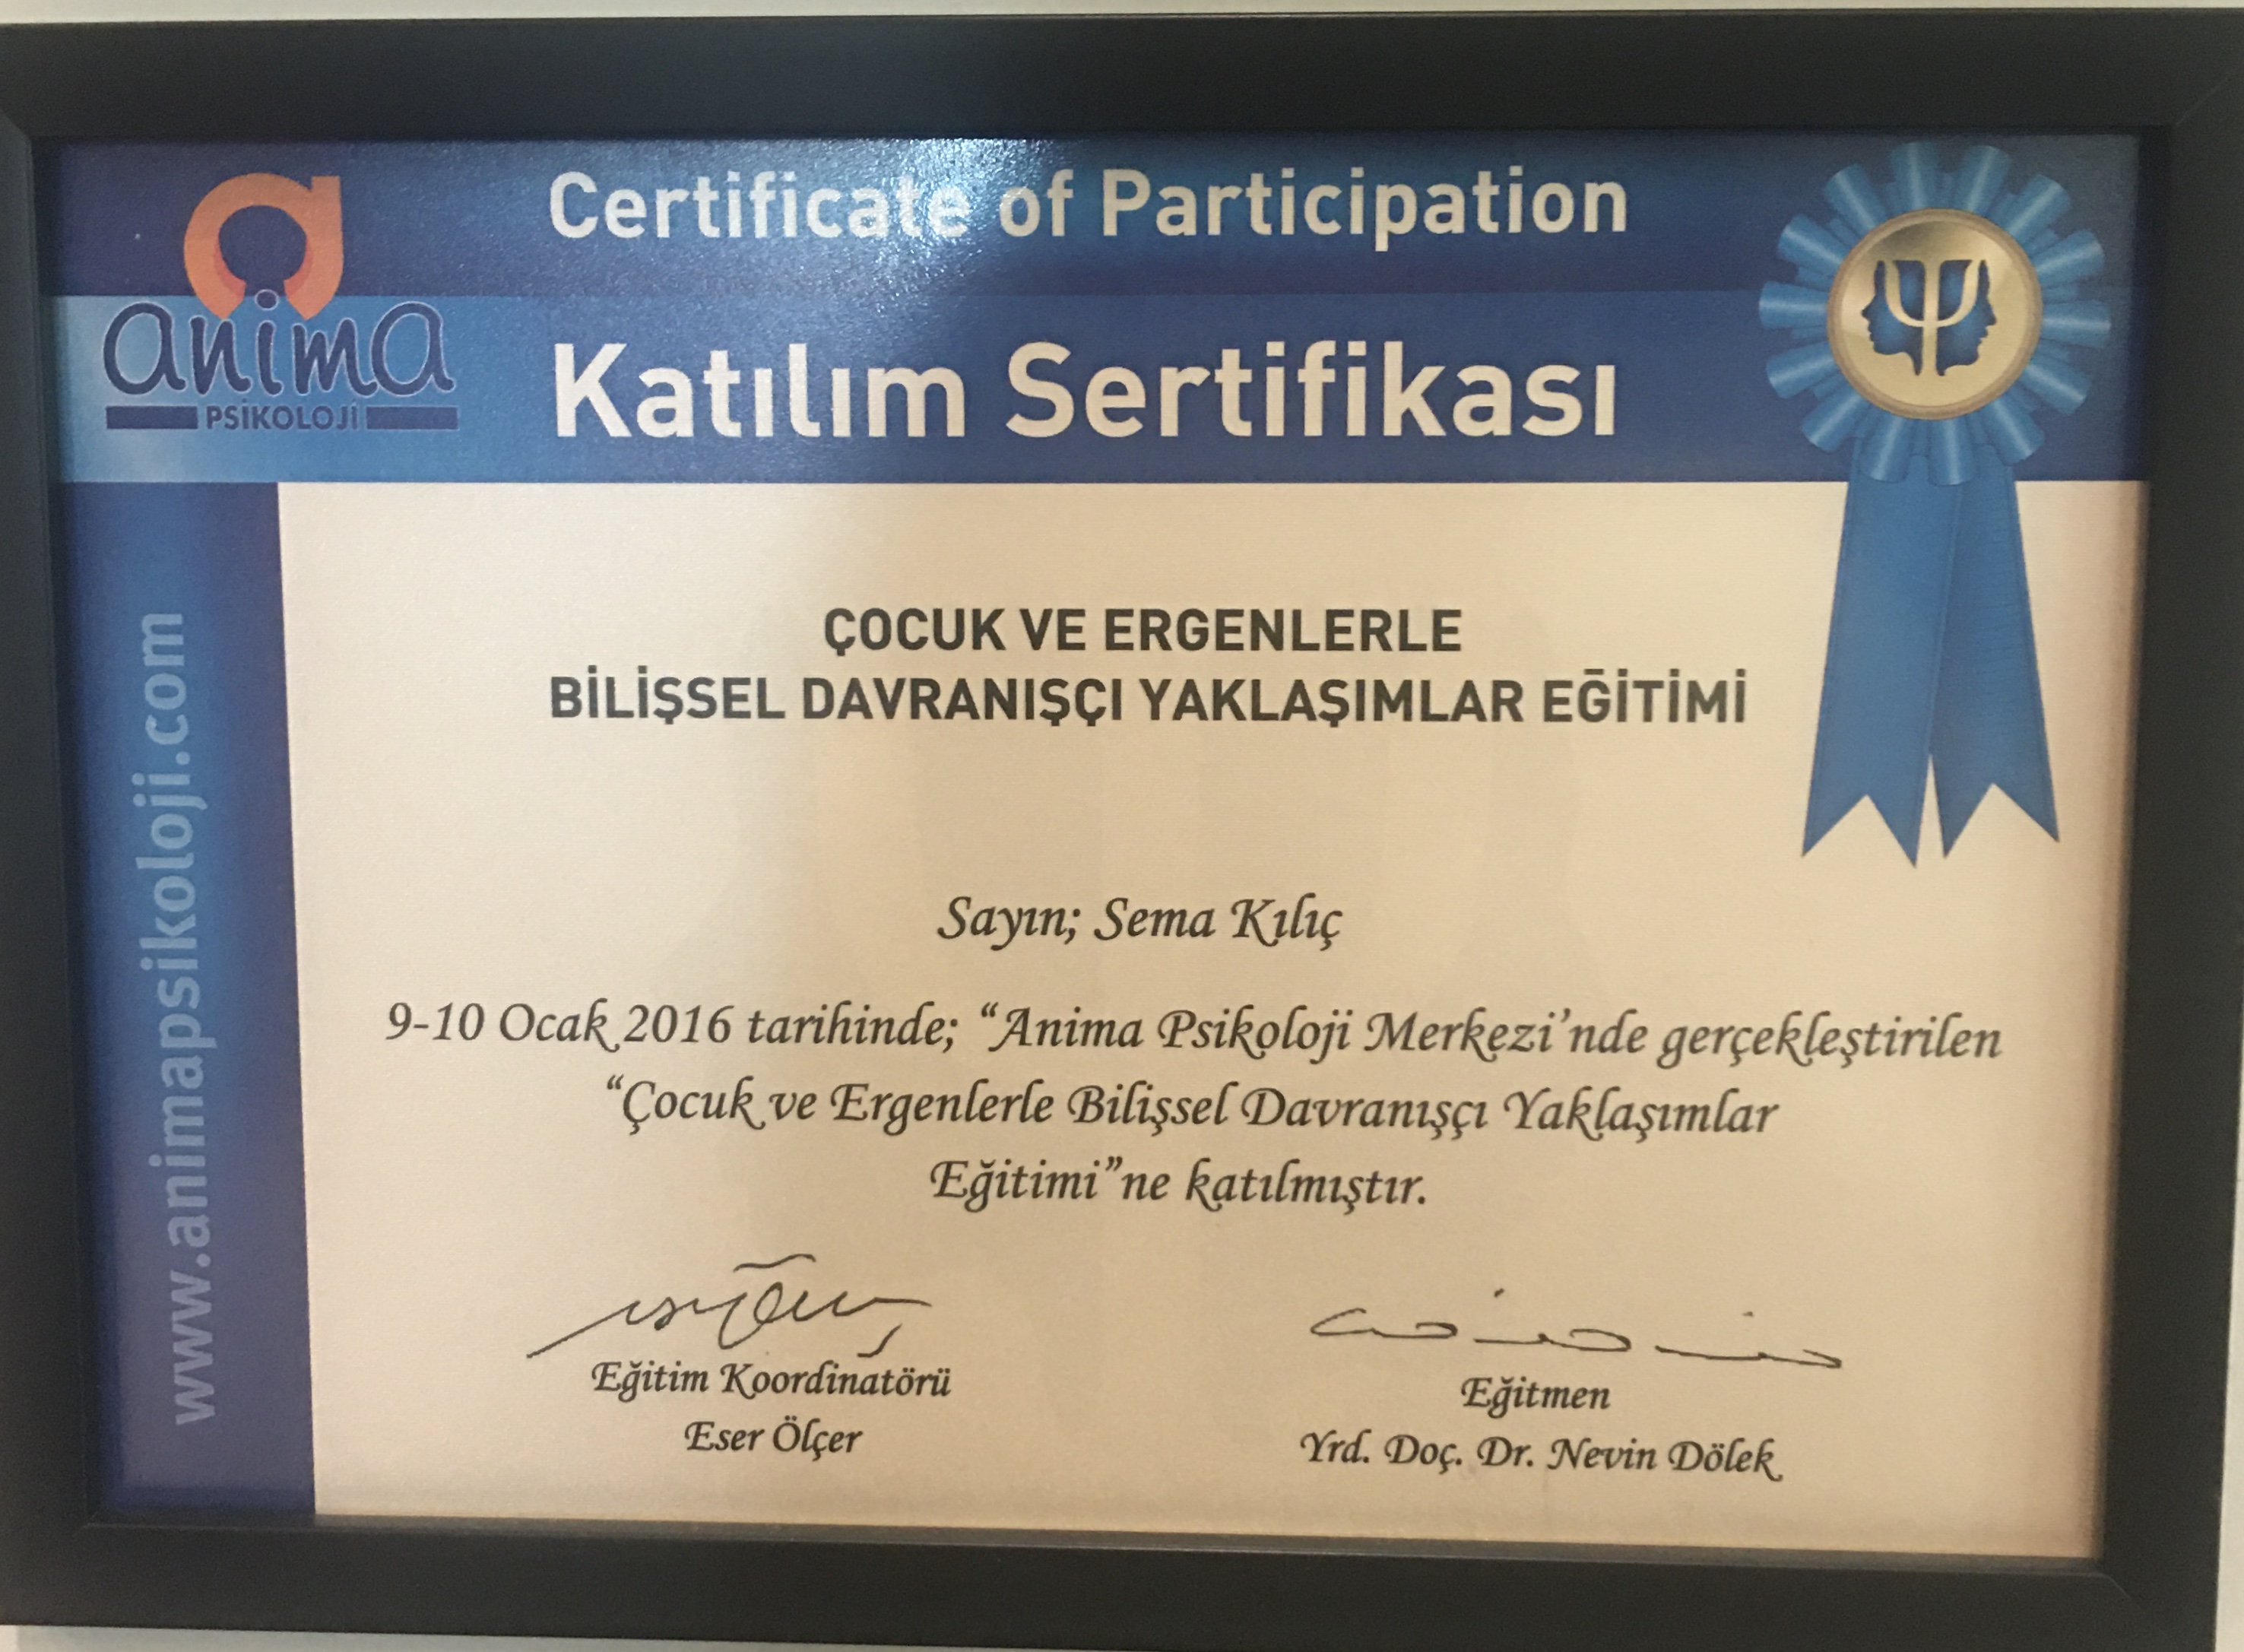 Certificate of Participation
anima
PSİKOLOJİ
Katılım Sertifikası
www.animapsikoloji.com
ÇOCUK VE ERGENLERLE
BİLİŞSEL DAVRANIŞÇI YAKLAŞIMLAR EĞİTİMİ
Sayın; Sema Kılıç
9-10 Ocak 2016 tarihinde; “Anima Psikoloji Merkezi’nde gerçekleştirilen
“Çocuk ve Ergenlerle Bilişsel Davranışçı Yaklaşımlar
Eğitimi”ne katılmıştır.
Eğitim Koordinatörü
Eser Ölçer
Eğitmen
Yrd. Doç. Dr. Nevin Dölek